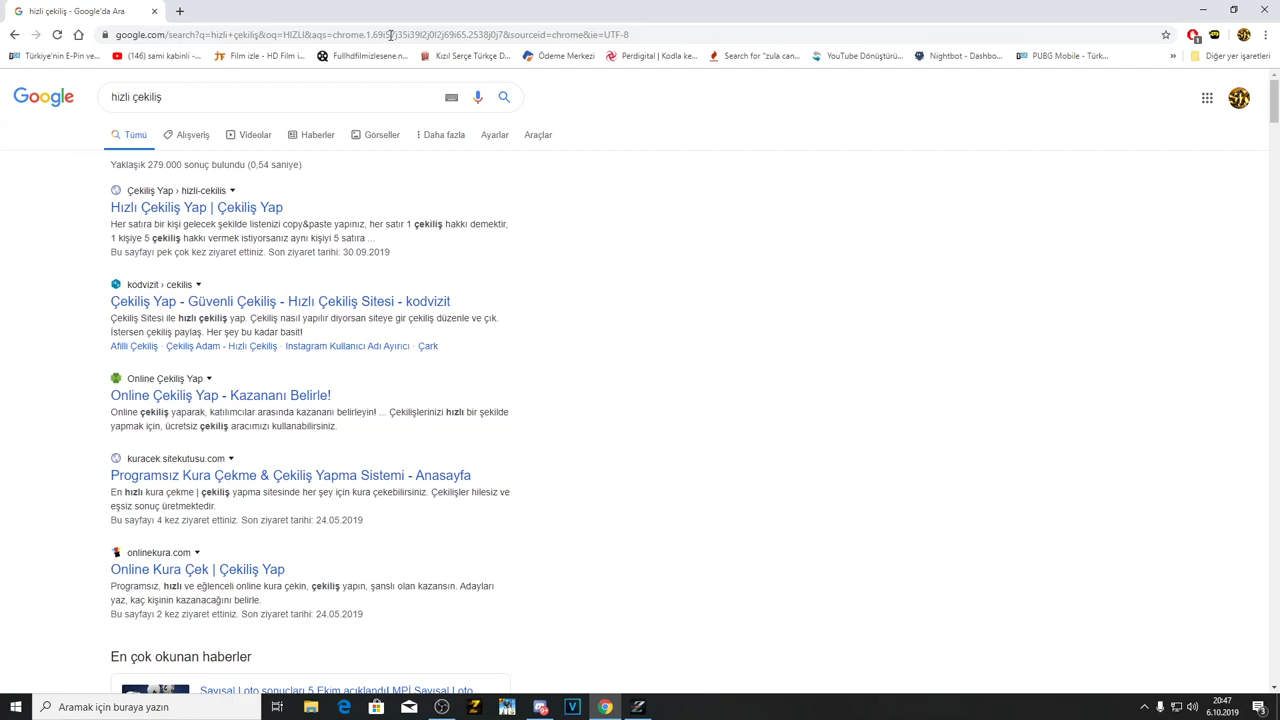 hizli çekiliş - Google'da Ara
google.com/search?q=hizli+çekiliş&oq=HIZLI&aqs=chrome.1.69i57j35i39l2j0l2j69i65.2538j0j7&sourceid=chrome&ie=UTF-8
Türkiye'nin E-Pin ve...
(160) sami kabinli -...
Film izle - HD Film i...
Fullhdfilmizlesene.n...
Kızıl Serçe Türkçe D...
Ödeme Merkezi
Perdigital | Kodla ke...
Search for "zula can...
YouTube Dönüştürü...
Nightbot - Dashbo...
PUBG Mobile - Türk...
»
Diğer yer işaretleri
Google
hizli çekiliş
Tümü
Alışveriş
Videolar
Haberler
Görseller
Daha fazla
Ayarlar
Araçlar
Yaklaşık 279.000 sonuç bulundu (0,54 saniye)
Çekiliş Yap › hizli-cekilis
Hızlı Çekiliş Yap | Çekiliş Yap
Her satıra bir kişi gelecek şekilde listenizi copy&paste yapınız, her satır 1 çekiliş hakkı demektir,
1 kişiye 5 çekiliş hakkı vermek istiyorsanız aynı kişiyi 5 satıra ...
Bu sayfayı pek çok kez ziyaret ettiniz. Son ziyaret tarihi: 30.09.2019
kodvizit › cekilis
Çekiliş Yap - Güvenli Çekiliş - Hızlı Çekiliş Sitesi - kodvizit
Çekiliş Sitesi ile hızlı çekiliş yap. Çekiliş nasıl yapılır diyorsan siteye gir çekiliş düzenle ve çık.
İstersen çekiliş paylaş. Her şey bu kadar basit!
Afilli Çekiliş · Çekiliş Adam - Hızlı Çekiliş · Instagram Kullanıcı Adı Ayırıcı · Çark
Online Çekiliş Yap
Online Çekiliş Yap - Kazananı Belirle!
Online çekiliş yaparak, katılımcılar arasında kazananı belirleyin! ... Çekilişlerinizi hızlı bir şekilde
yapmak için, ücretsiz çekiliş aracımızı kullanabilirsiniz.
kuracek.sitekutusu.com
Programsız Kura Çekme & Çekiliş Yapma Sistemi - Anasayfa
En hızlı kura çekme | çekiliş yapma sitesinde her şey için kura çekebilirsiniz. Çekilişler hilesiz ve
eşsiz sonuç üretmektedir.
Bu sayfayı 4 kez ziyaret ettiniz. Son ziyaret tarihi: 24.05.2019
onlinekura.com
Online Kura Çek | Çekiliş Yap
Programsız, hızlı ve eğlenceli online kura çekin, çekiliş yapın, şanslı olan kazansın. Adayları
yaz, kaç kişinin kazanacağını belirle.
Bu sayfayı 2 kez ziyaret ettiniz. Son ziyaret tarihi: 24.05.2019
En çok okunan haberler
Sayısal Loto sonuçları 5 Ekim açıklandı! MPİ Sayısal Loto
Aramak için buraya yazın
20:47
6.10.2019